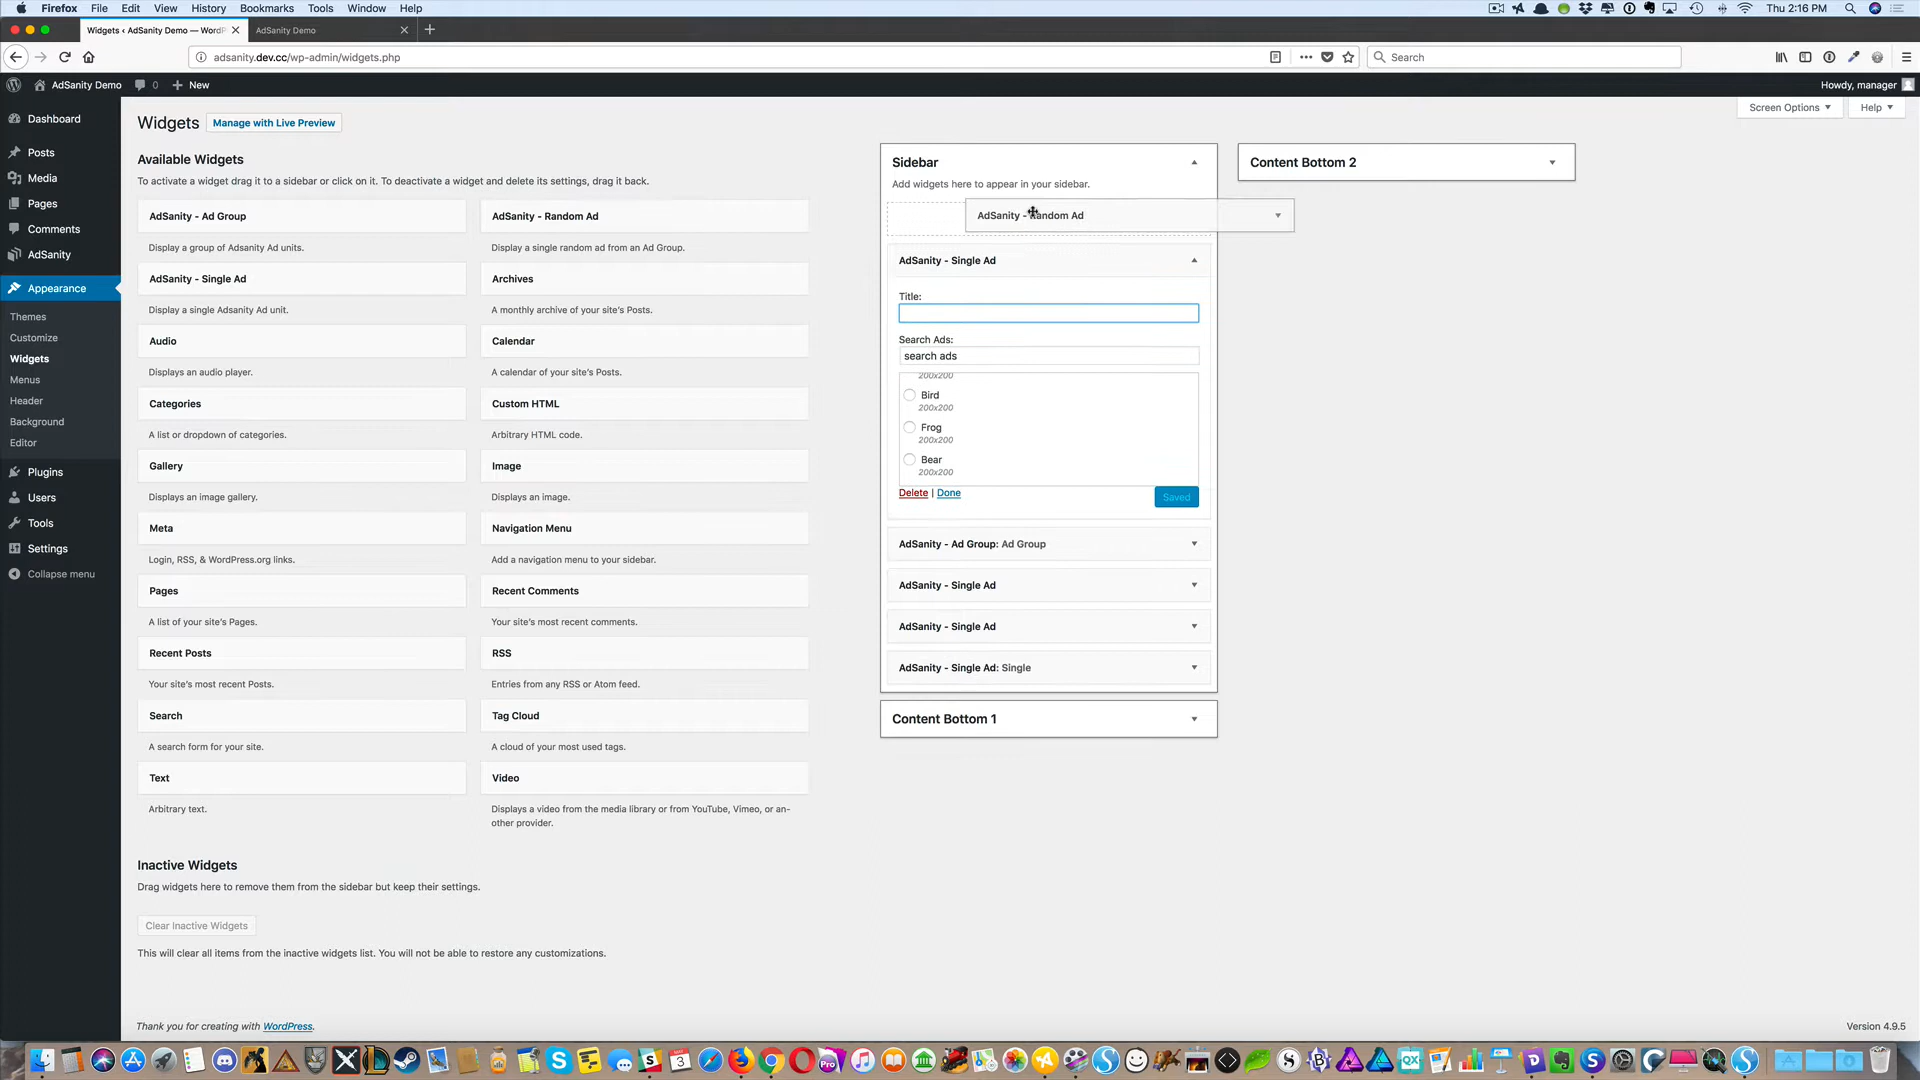 Firefox File Edit View History Bookmarks Tools Window Help
Thu 2:16 PM
Widgets < AdSanity Demo — WordP
AdSanity Demo
adsanity.dev.cc/wp-admin/widgets.php
Search
AdSanity Demo 0 New
Howdy, manager
Screen Options
Help
Dashboard
Posts
Media
Pages
Comments
AdSanity
Appearance
Themes
Customize
Widgets
Menus
Header
Background
Editor
Plugins
Users
Tools
Settings
Collapse menu
Widgets
Manage with Live Preview
Available Widgets
To activate a widget drag it to a sidebar or click on it. To deactivate a widget and delete its settings, drag it back.
AdSanity - Ad Group
Display a group of Adsanity Ad units.
AdSanity - Random Ad
Display a single random ad from an Ad Group.
AdSanity - Single Ad
Display a single Adsanity Ad unit.
Archives
A monthly archive of your site's Posts.
Audio
Displays an audio player.
Calendar
A calendar of your site's Posts.
Categories
A list or dropdown of categories.
Custom HTML
Arbitrary HTML code.
Gallery
Displays an image gallery.
Image
Displays an image.
Meta
Login, RSS, & WordPress.org links.
Navigation Menu
Add a navigation menu to your sidebar.
Pages
A list of your site's Pages.
Recent Comments
Your site's most recent comments.
Recent Posts
Your site's most recent Posts.
RSS
Entries from any RSS or Atom feed.
Search
A search form for your site.
Tag Cloud
A cloud of your most used tags.
Text
Arbitrary text.
Video
Displays a video from the media library or from YouTube, Vimeo, or an-
other provider.
Inactive Widgets
Drag widgets here to remove them from the sidebar but keep their settings.
Clear Inactive Widgets
This will clear all items from the inactive widgets list. You will not be able to restore any customizations.
Thank you for creating with WordPress.
Version 4.9.5
Sidebar
Add widgets here to appear in your sidebar.
AdSanity - Random Ad
AdSanity - Single Ad
Title:
Search Ads:
search ads
200x200
Bird
200x200
Frog
200x200
Bear
200x200
Delete | Done
Saved
AdSanity - Ad Group: Ad Group
AdSanity - Single Ad
AdSanity - Single Ad
AdSanity - Single Ad: Single
Content Bottom 1
Content Bottom 2